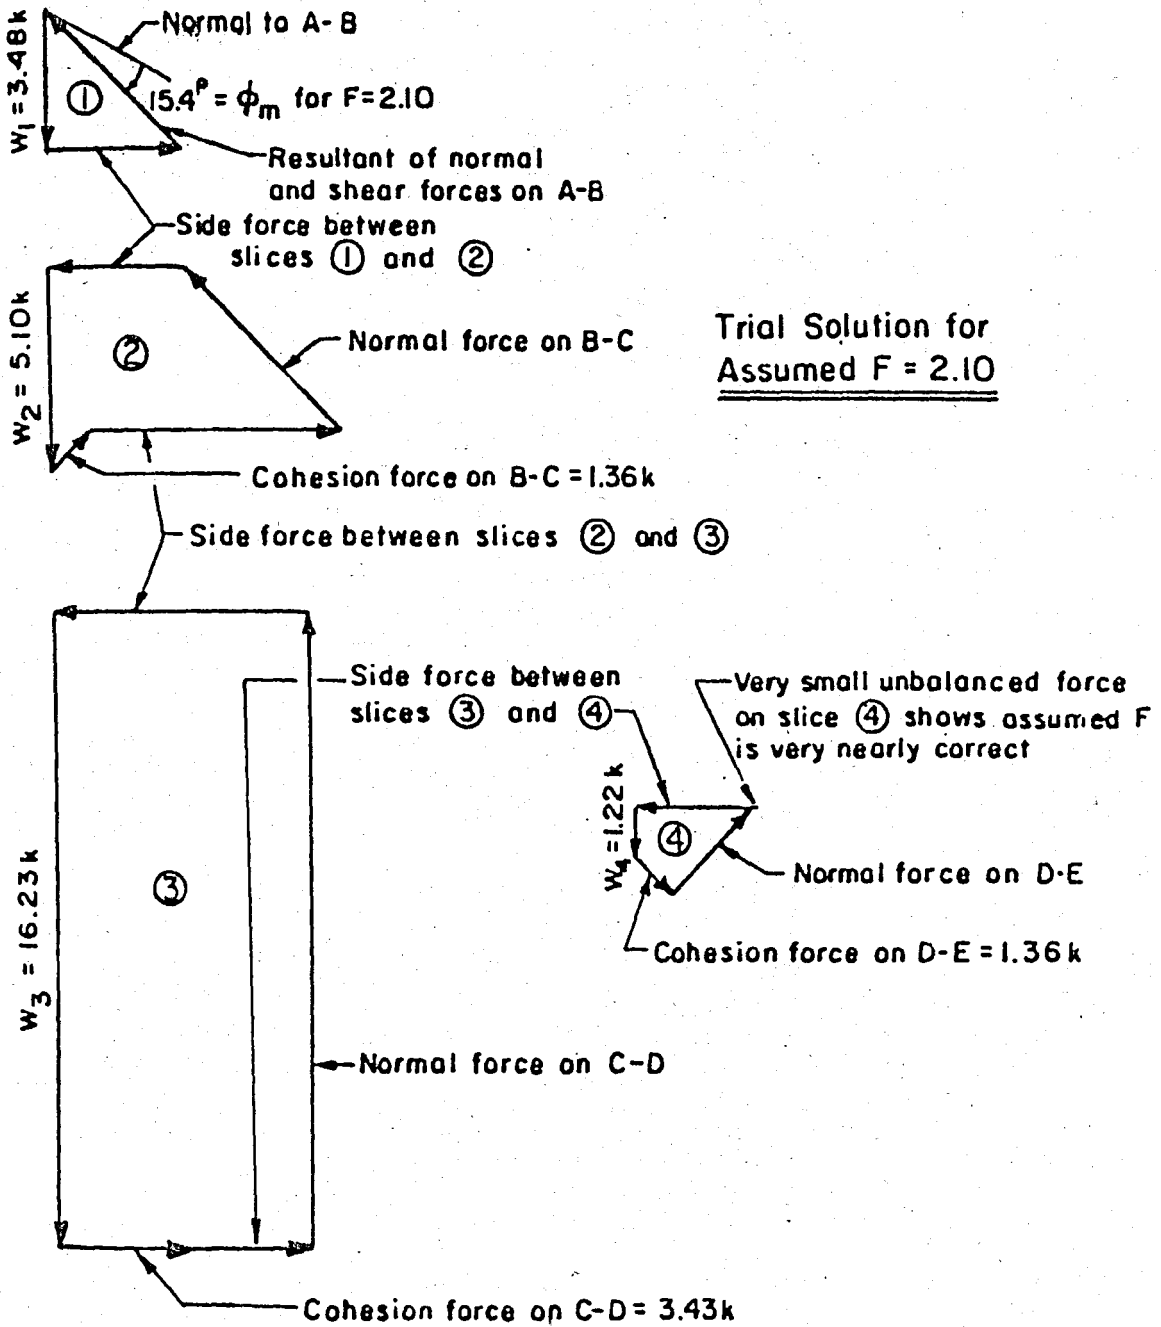 W1 = 3.48k
Normal to A-B
①
15.4° = ϕm for F=2.10
Resultant of normal
and shear forces on A-B
Side force between
slices ① and ②
W2 = 5.10k
②
Normal force on B-C
Trial Solution for
Assumed F = 2.10
Cohesion force on B-C = 1.36k
Side force between slices ② and ③
Side force between
slices ③ and ④
Very small unbalanced force
on slice ④ shows assumed F
is very nearly correct
W4 = 1.22k
④
W3 = 16.23k
③
Normal force on D-E
Cohesion force on D-E = 1.36k
Normal force on C-D
Cohesion force on C-D = 3.43k